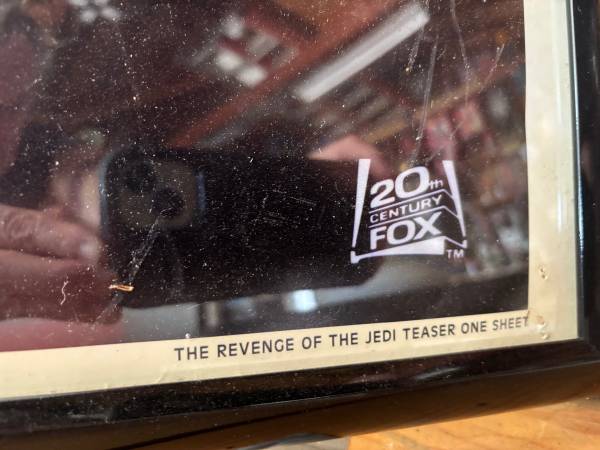 20th
CENTURY
FOX
TM
THE REVENGE OF THE JEDI TEASER ONE SHEET